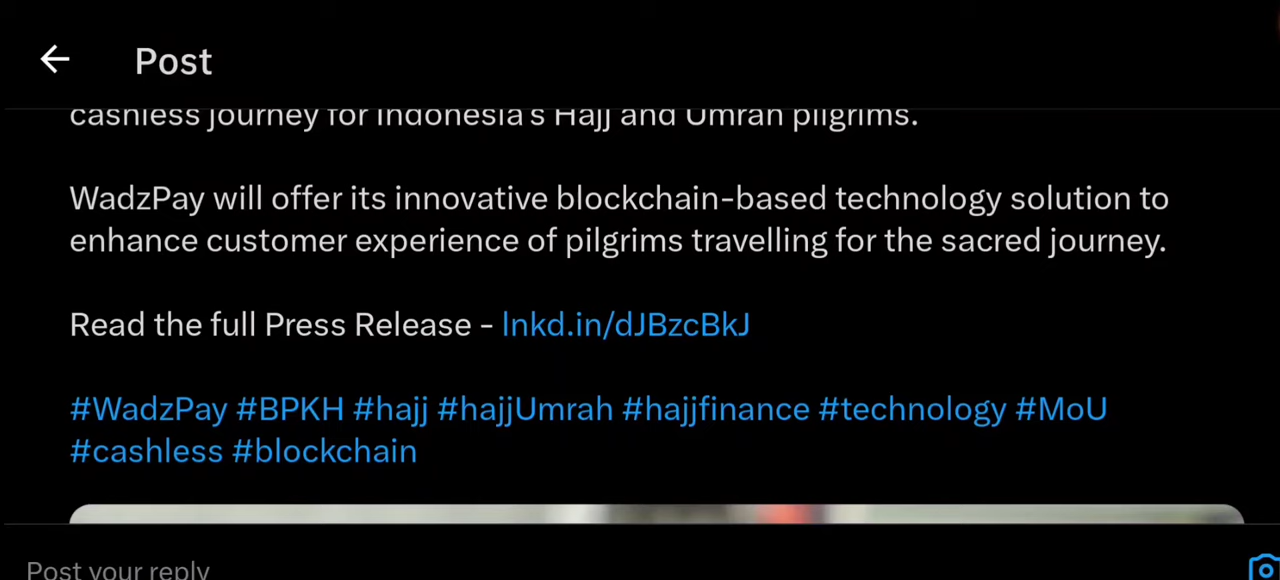 Post
cashless journey for Indonesia's Hajj and Umrah pilgrims.
WadzPay will offer its innovative blockchain-based technology solution to
enhance customer experience of pilgrims travelling for the sacred journey.
Read the full Press Release - lnkd.in/dJBzcBkJ
#WadzPay #BPKH #hajj #hajjUmrah #hajjfinance #technology #MoU
#cashless #blockchain
Post your reply